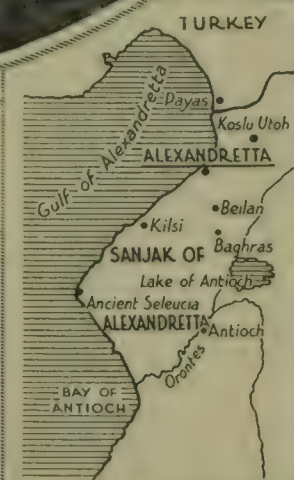 TURKEY
Payas
Gulf of Alexandretta
Koslu Utoh
ALEXANDRETTA
Beilan
Kilsi
Baghras
SANJAK OF
Lake of Antioch
Ancient Seleucia
ALEXANDRETTA
Antioch
Orontes
BAY OF
ANTIOCH